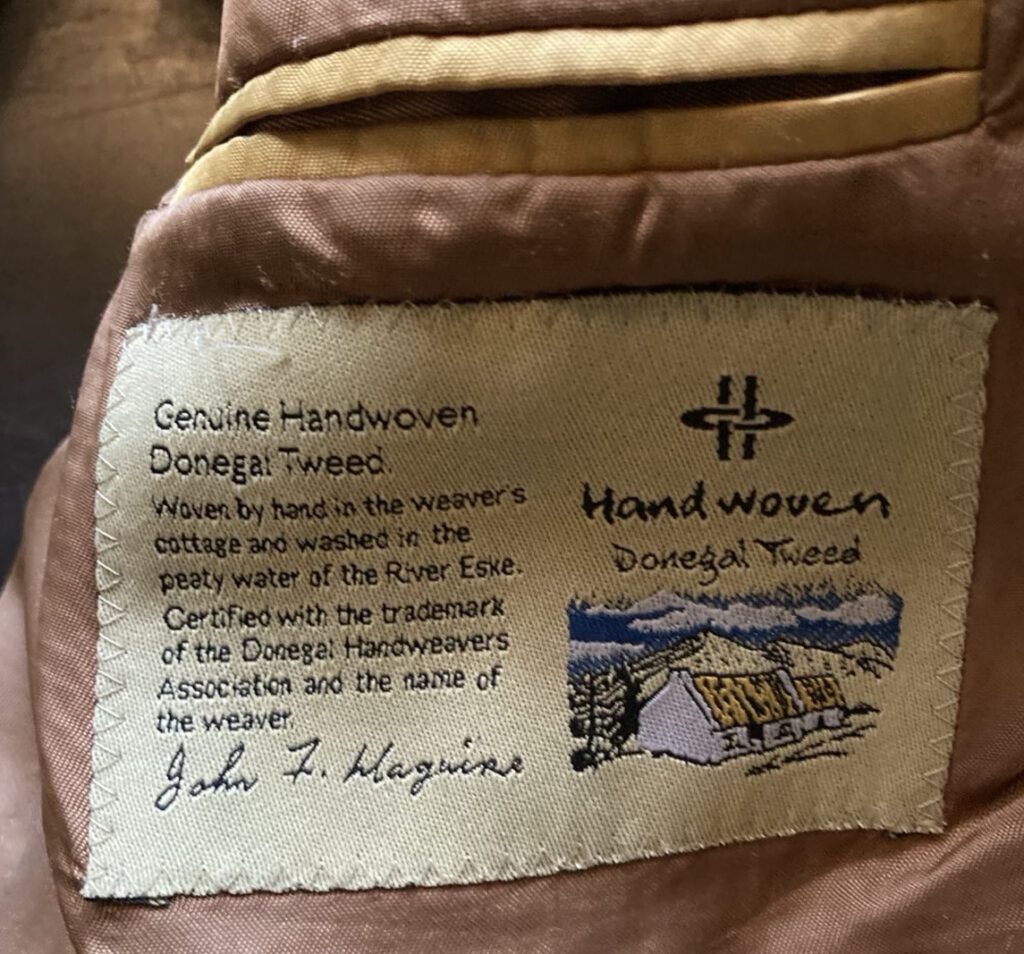 Genuine Handwoven
Donegal Tweed.
Woven by hand in the weaver's
cottage and washed in the
peaty water of the River Eske.
Certified with the trademark
of the Donegal Handweavers
Association and the name of
the weaver.
John F. Maguire
Hand Woven
Donegal Tweed